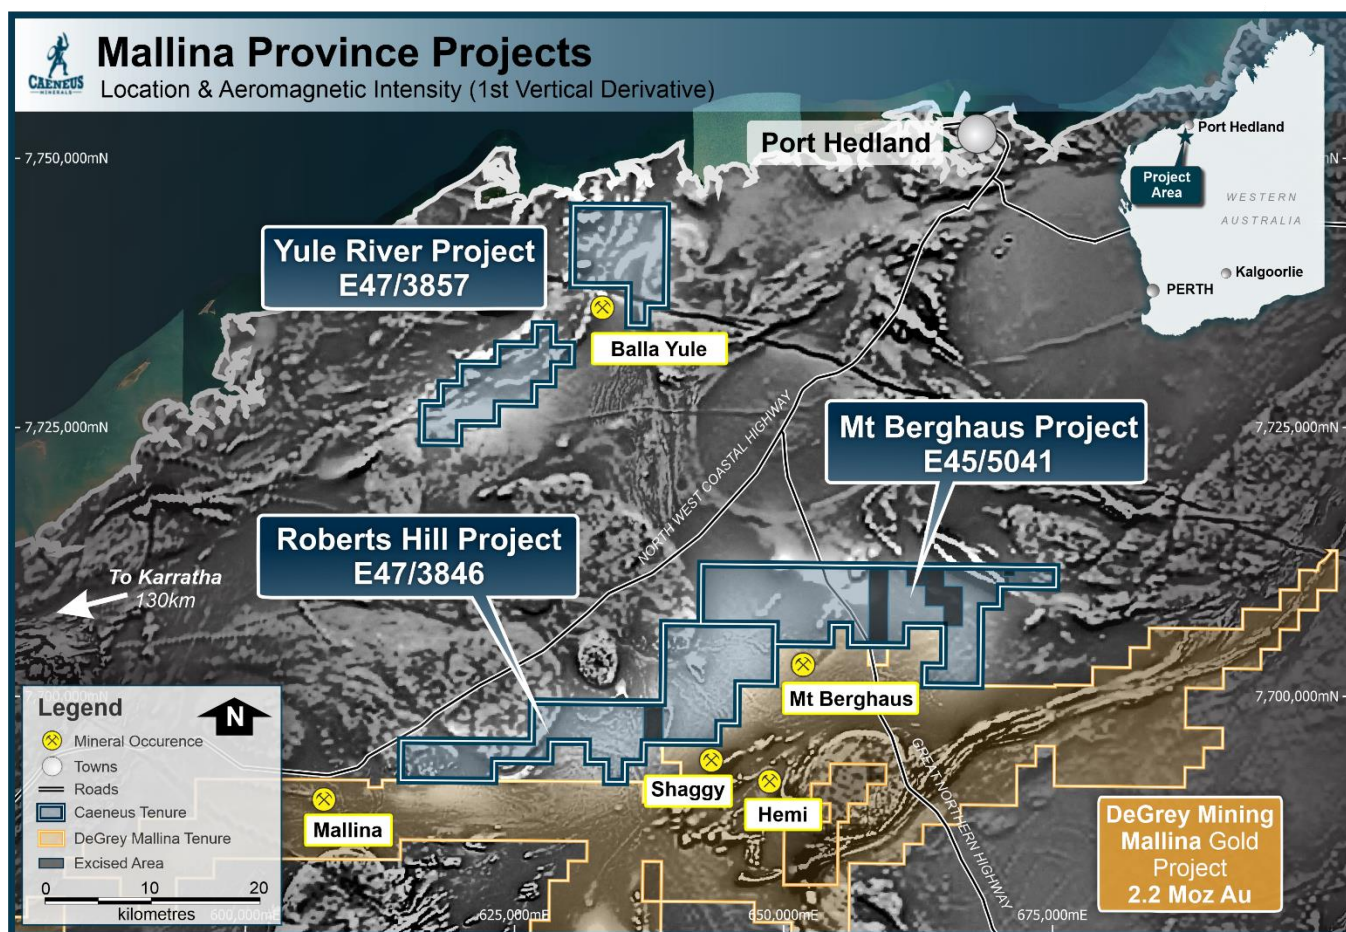 CAENEUS
MINERALS
Mallina Province Projects
Location & Aeromagnetic Intensity (1st Vertical Derivative)
7,750,000mN
Port Hedland
mN
Port Hedland
Project
Area
WESTERN
AUSTRALIA
Kalgoorlie
PERTH
Yule River Project
E47/3857
Balla Yule
7,725,000mN
7,725,000mN
NORTH WEST COASTAL HIGHWAY
Mt Berghaus Project
E45/5041
Roberts Hill Project
E47/3846
To Karratha
130km
Mt Berghaus
7,700,000mN
7,700,000mN
GREAT NORTHERN HIGHWAY
Shaggy
Hemi
Mallina
Legend
N
Mineral Occurence
Towns
Roads
Caeneus Tenure
DeGrey Mallina Tenure
Excised Area
0 10 20
kilometres
DeGrey Mining
Mallina Gold
Project
2.2 Moz Au
600,000mE
625,000mE
650,000mE
675,000mE